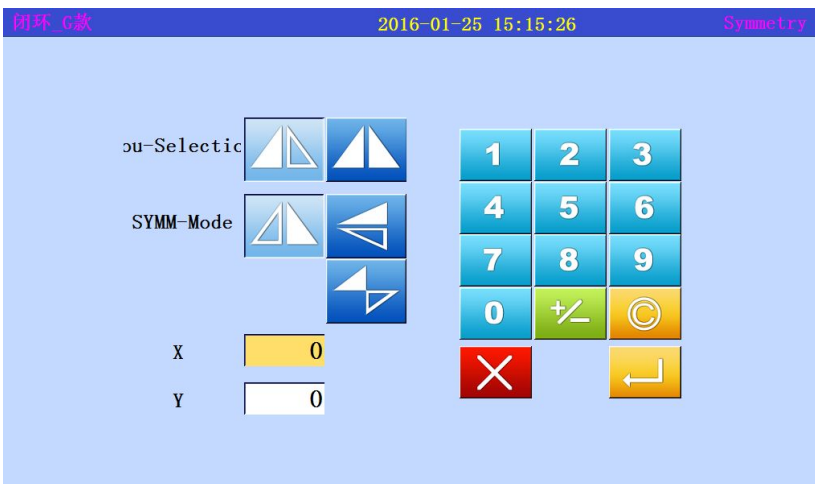 闭环_G款 2016-01-25 15:15:26 Symmetry
ou-Selectic
1 2 3
SYMM-Mode
4 5 6
7 8 9
0 +/- ©
X 0
Y 0